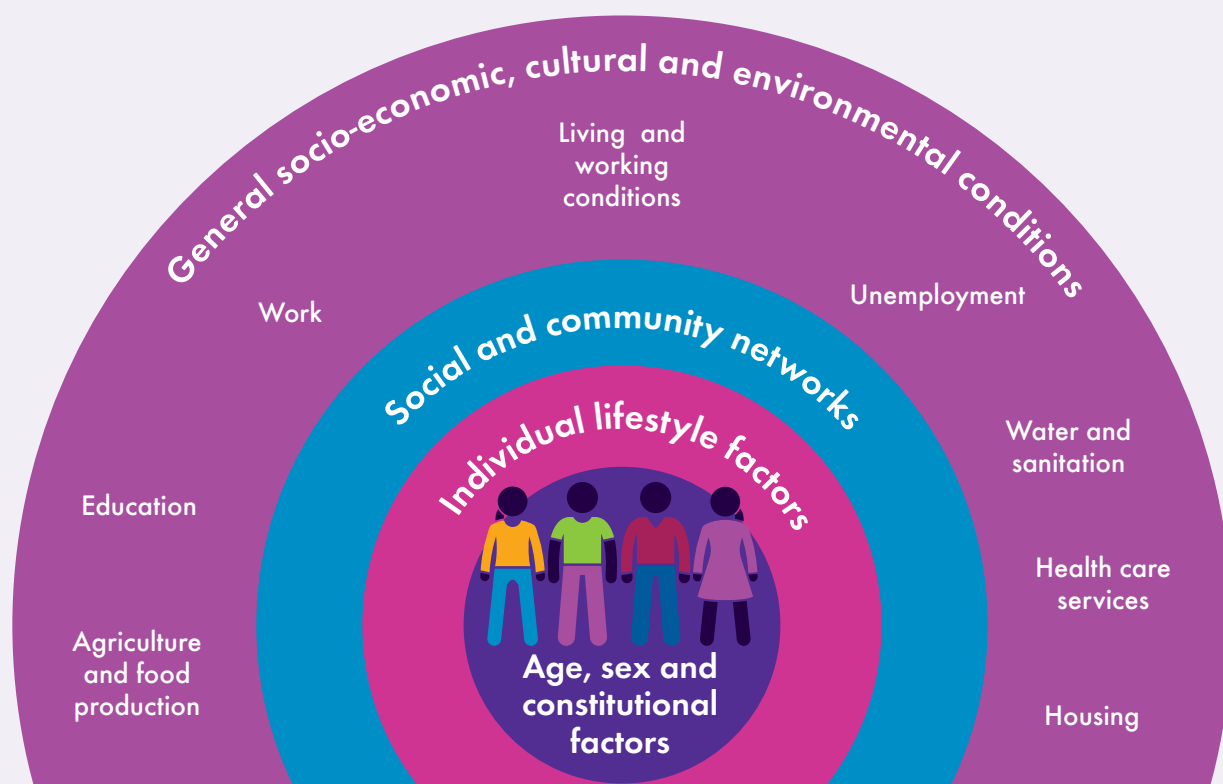 General socio-economic, cultural and environmental conditions
Living and
working
conditions
Work
Unemployment
Social and community networks
Individual lifestyle factors
Water and
sanitation
Education
Health care
services
Agriculture
and food
production
Housing
Age, sex and
constitutional
factors